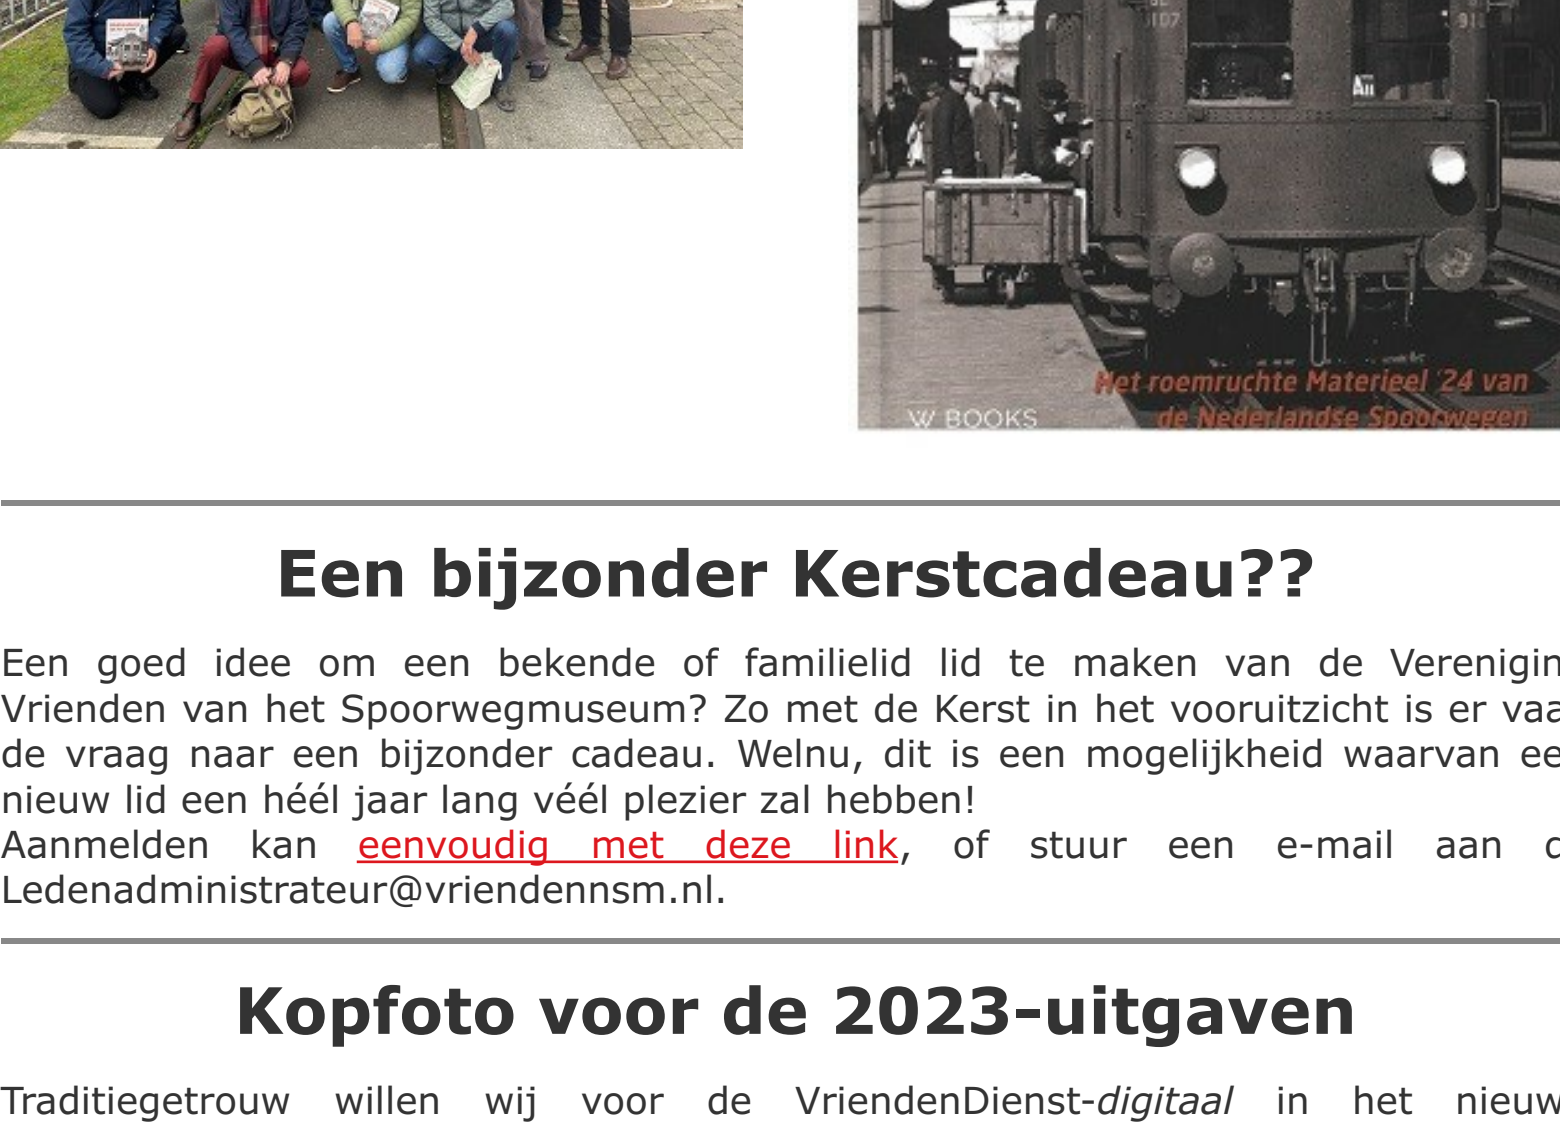 9107
All
Het roemruchte Materieel '24 van
W BOOKS
de Nederlandse Spoorwegen
Een bijzonder Kerstcadeau??
Een goed idee om een bekende of familielid lid te maken van de Verenigin
Vrienden van het Spoorwegmuseum? Zo met de Kerst in het vooruitzicht is er vaa
de vraag naar een bijzonder cadeau. Welnu, dit is een mogelijkheid waarvan ee
nieuw lid een héél jaar lang véél plezier zal hebben!
Aanmelden kan eenvoudig met deze link, of stuur een e-mail aan d
Ledenadministrateur@vriendennsm.nl.
Kopfoto voor de 2023-uitgaven
Traditiegetrouw willen wij voor de VriendenDienst-digitaal in het nieuw